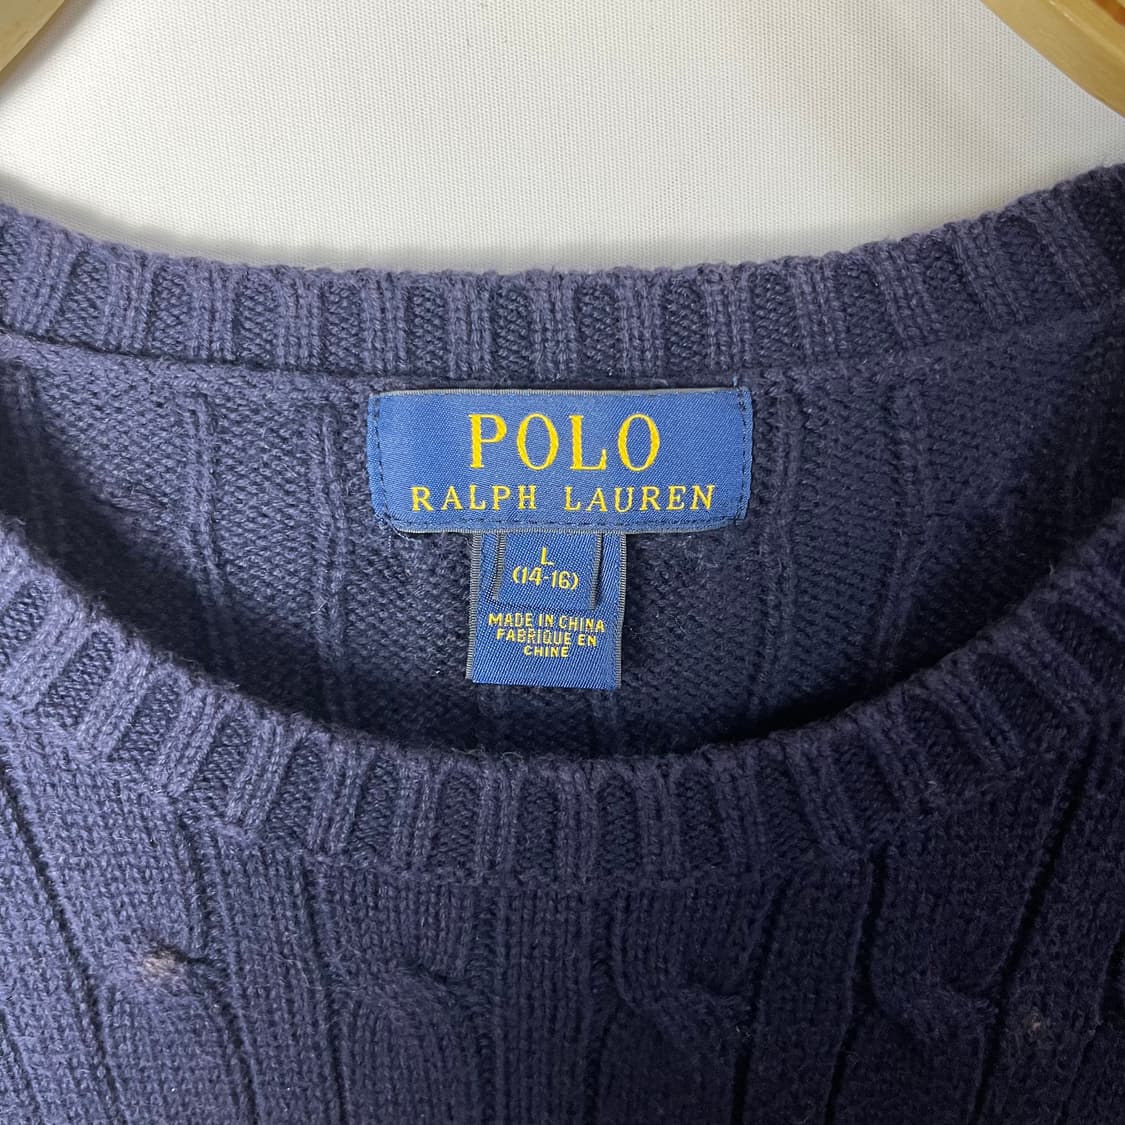 POLO
RALPH LAUREN
L
(14-16)
MADE IN CHINA
FABRIQUE EN
CHINE